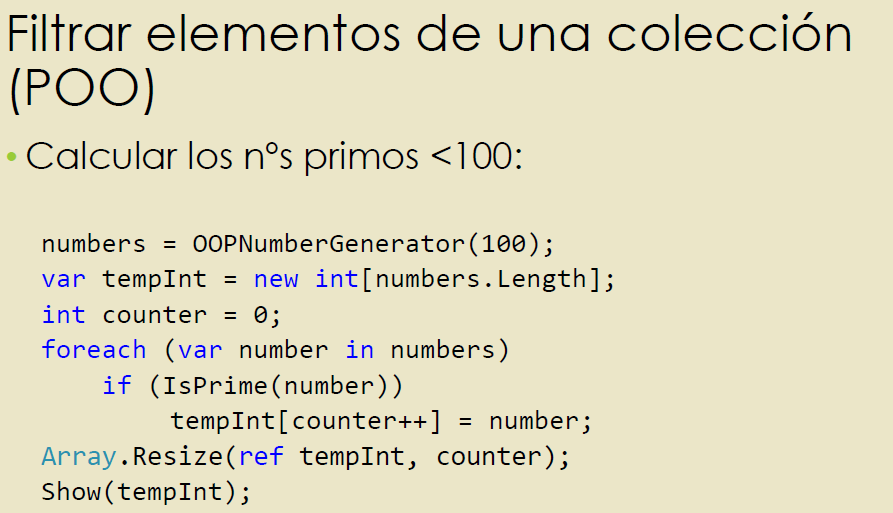 Filtrar elementos de una colección
(POO)
• Calcular los nºs primos <100:
numbers = OOPNumberGenerator(100);
var tempInt = new int[numbers.Length];
int counter = 0;
foreach (var number in numbers)
    if (IsPrime(number))
        tempInt[counter++] = number;
Array.Resize(ref tempInt, counter);
Show(tempInt);